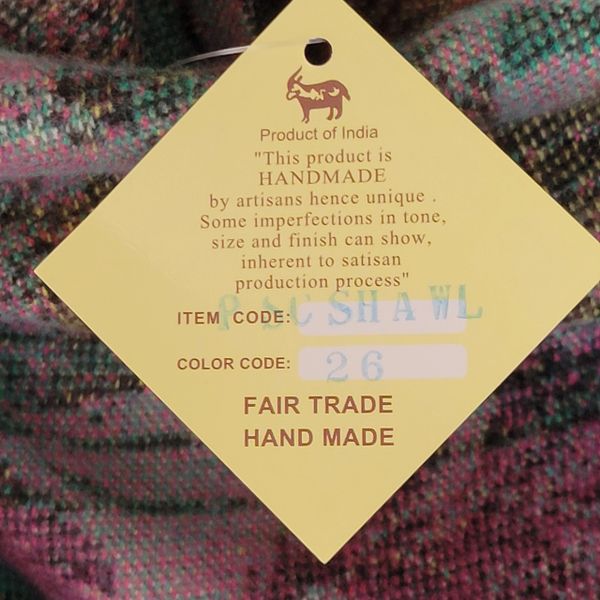 Product of India
"This product is
HANDMADE
by artisans hence unique .
Some imperfections in tone,
size and finish can show,
inherent to satisan
production process"
ITEM CODE: P SC SHAWL
COLOR CODE: 26
FAIR TRADE
HAND MADE